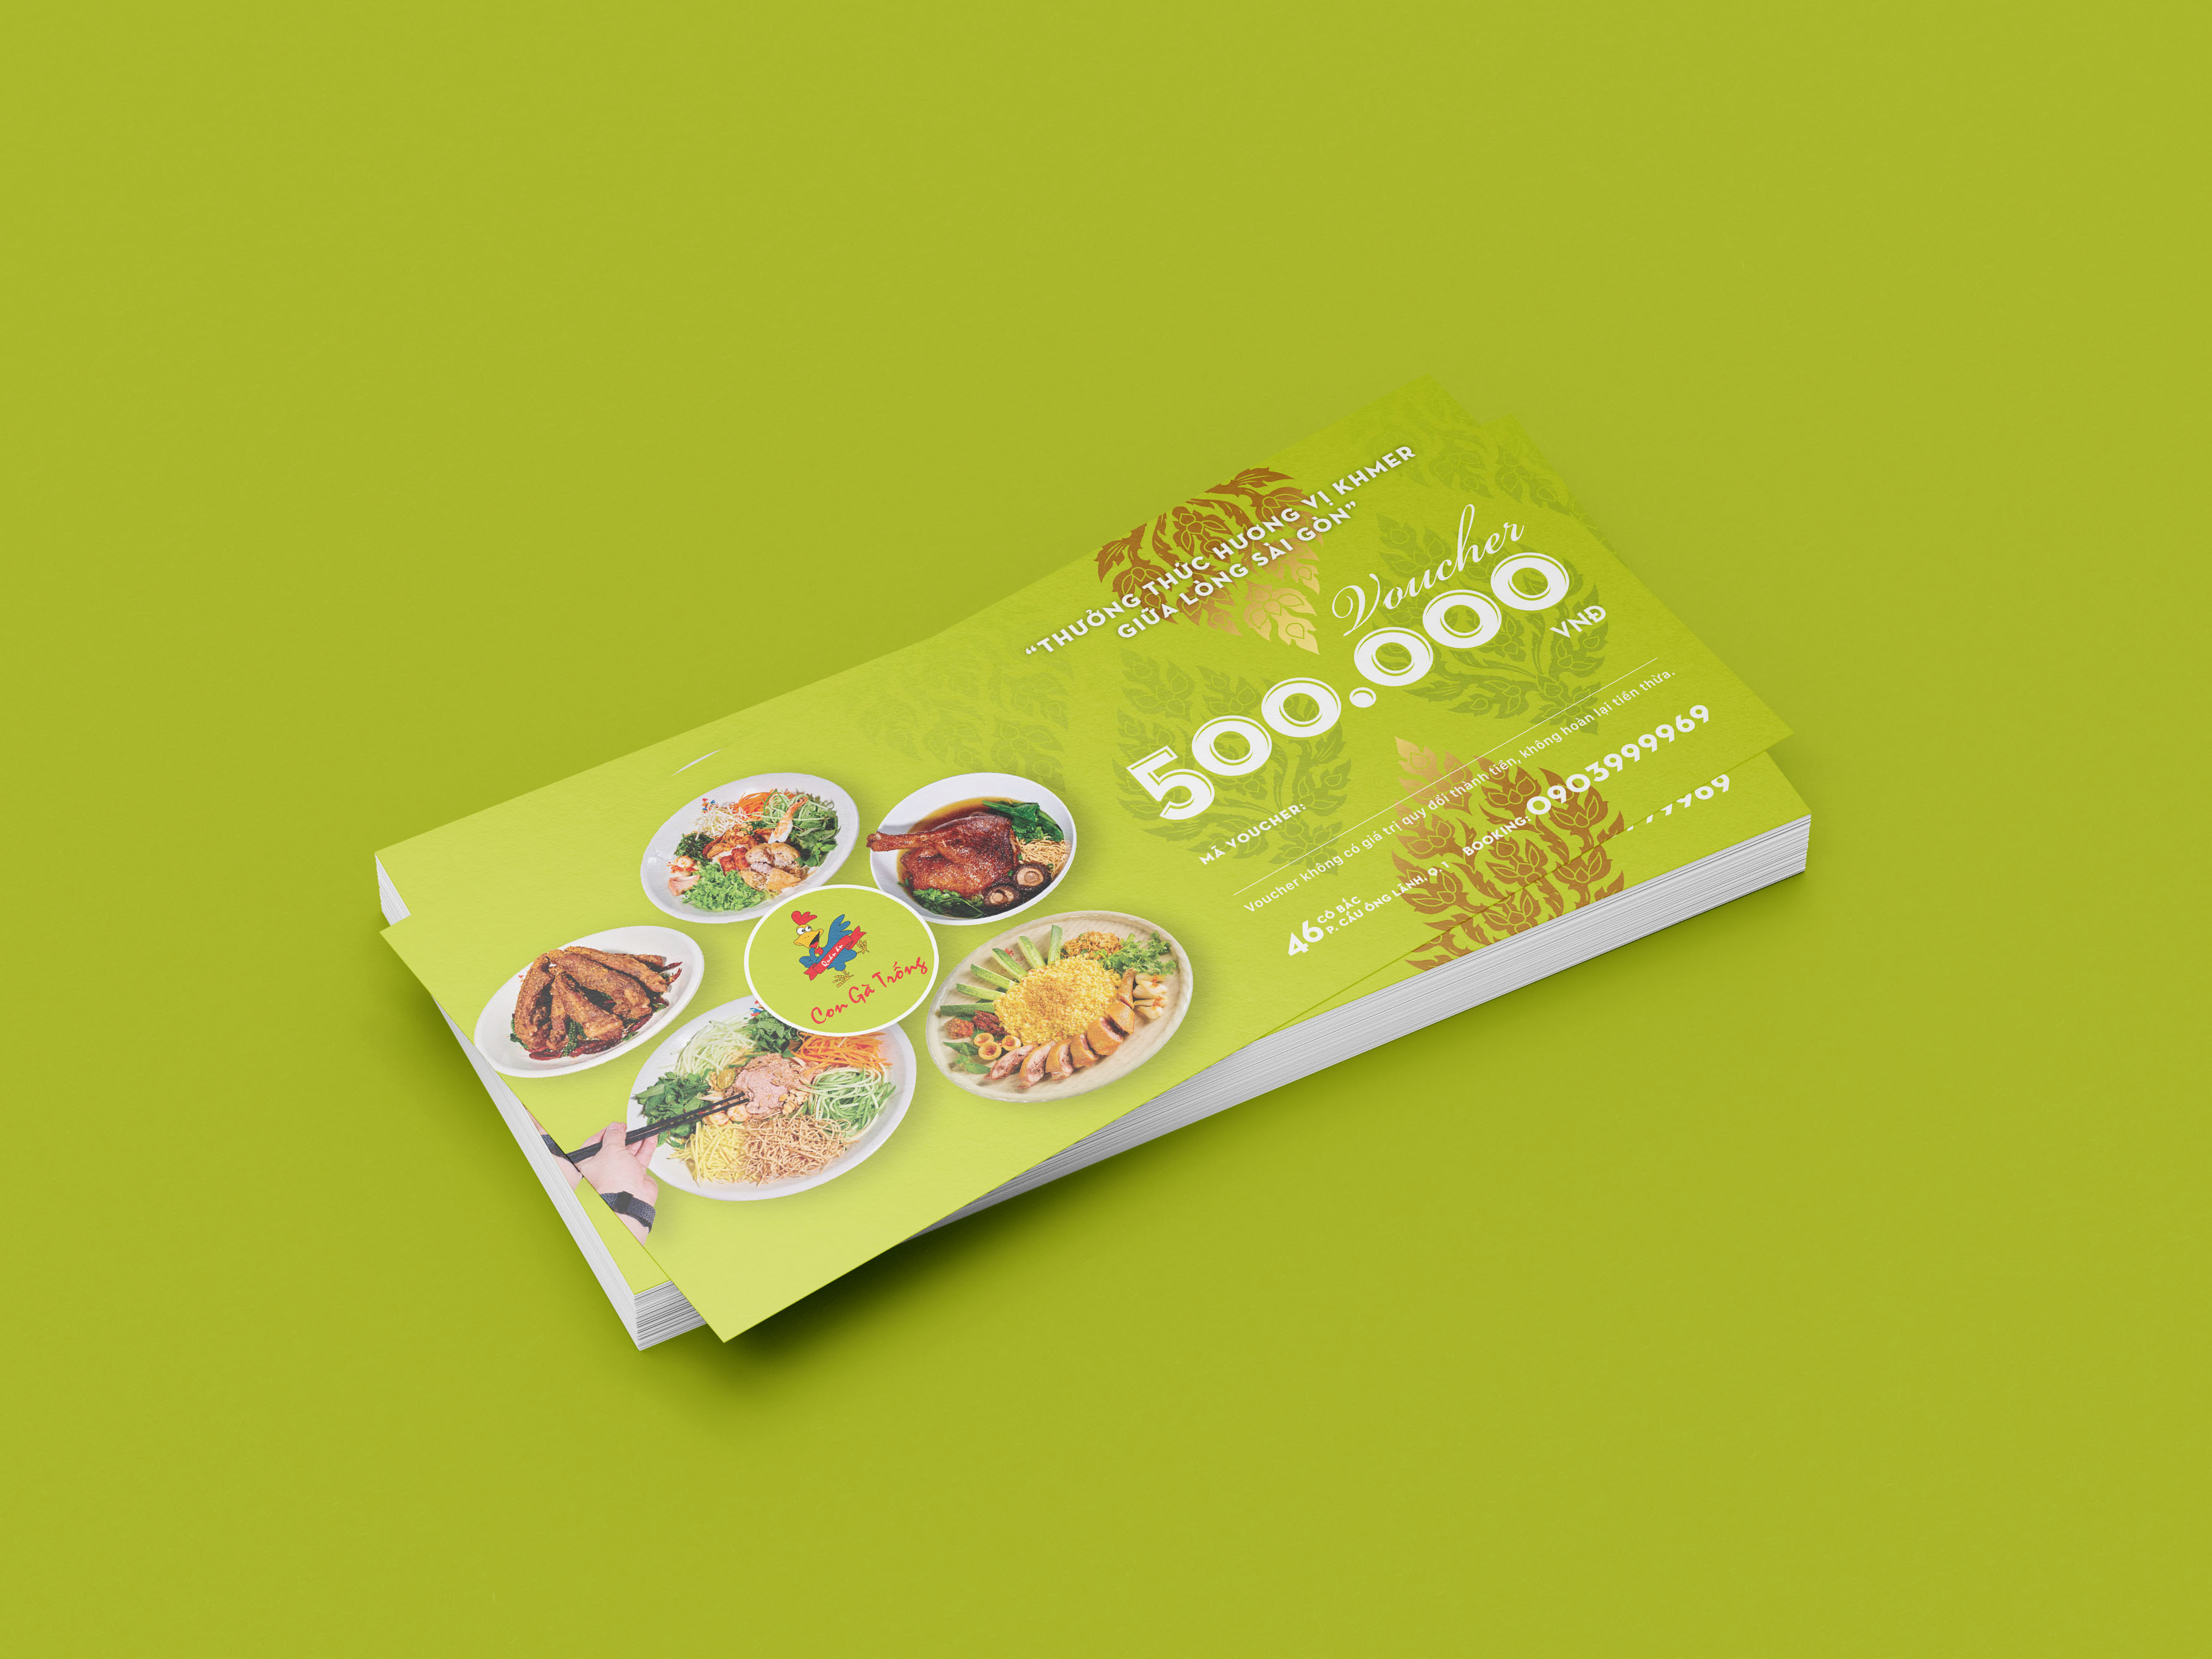 "THƯỞNG THỨC HƯƠNG VỊ KHMER
GIỮA LÒNG SÀI GÒN"
Voucher
500.000
VNĐ
MÃ VOUCHER:
Voucher không có giá trị quy đổi thành tiền, không hoàn lại tiền thừa.
46 CÔ BẮC
P. CẦU ÔNG LÃNH, Q. 1
BOOKING: 0903999969
Quán Ăn
Con Gà Trống